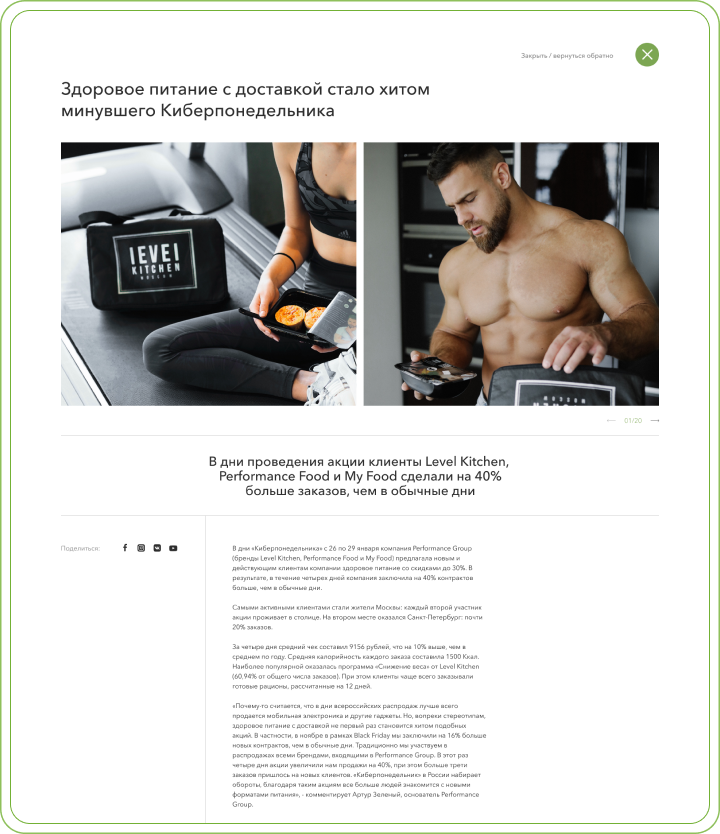 Закрыть / вернуться обратно
Здоровое питание с доставкой стало хитом
минувшего Киберпонедельника
lEVEl
KITCHEN
MOSCOW
MOSCOW
01/20
В дни проведения акции клиенты Level Kitchen,
Performance Food и My Food сделали на 40%
больше заказов, чем в обычные дни
Поделиться:
В дни «Киберпонедельника» с 26 по 29 января компания Performance Group
(бренды Level Kitchen, Performance Food и My Food) предлагала новым и
действующим клиентам компании здоровое питание со скидками до 30%. В
результате, в течение четырех дней компания заключила на 40% контрактов
больше, чем в обычные дни.
Самыми активными клиентами стали жители Москвы: каждый второй участник
акции проживает в столице. На втором месте оказался Санкт-Петербург: почти
20% заказов.
За четыре дня средний чек составил 9156 рублей, что на 10% выше, чем в
среднем по году. Средняя калорийность каждого заказа составила 1500 Ккал.
Наиболее популярной оказалась программа «Снижение веса» от Level Kitchen
(60,94% от общего числа заказов). При этом клиенты чаще всего заказывали
готовые рационы, рассчитанные на 12 дней.
«Почему-то считается, что в дни всероссийских распродаж лучше всего
продается мобильная электроника и другие гаджеты. Но, вопреки стереотипам,
здоровое питание с доставкой не первый раз становится хитом подобных
акций. В частности, в ноябре в рамках Black Friday мы заключили на 16% больше
новых контрактов, чем в обычные дни. Традиционно мы участвуем в
распродажах всеми брендами, входящими в Performance Group. В этот раз
четыре дня акции увеличили нам продажи на 40%, при этом больше трети
заказов пришлось на новых клиентов. «Киберпонедельник» в России набирает
обороты, благодаря таким акциям все больше людей знакомится с новыми
форматами питания», - комментирует Артур Зеленый, основатель Performance
Group.